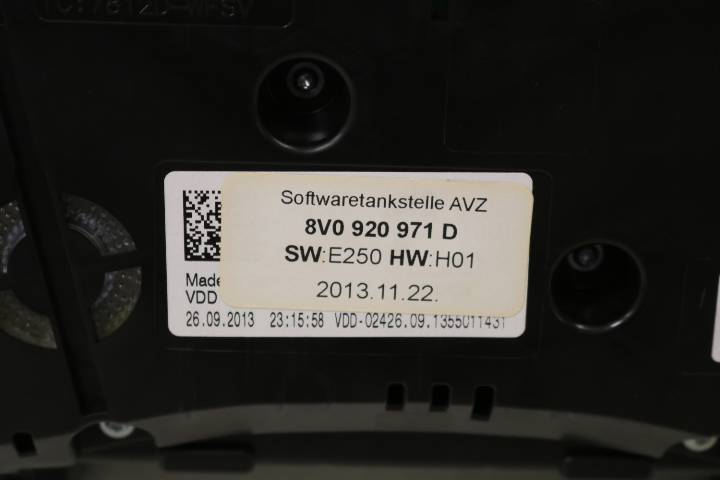 Softwaretankstelle AVZ
8V0 920 971 D
SW:E250 HW:H01
2013.11.22.
Made
VDD
26.09.2013 23:15:58 VDD-02426.09.1355011431